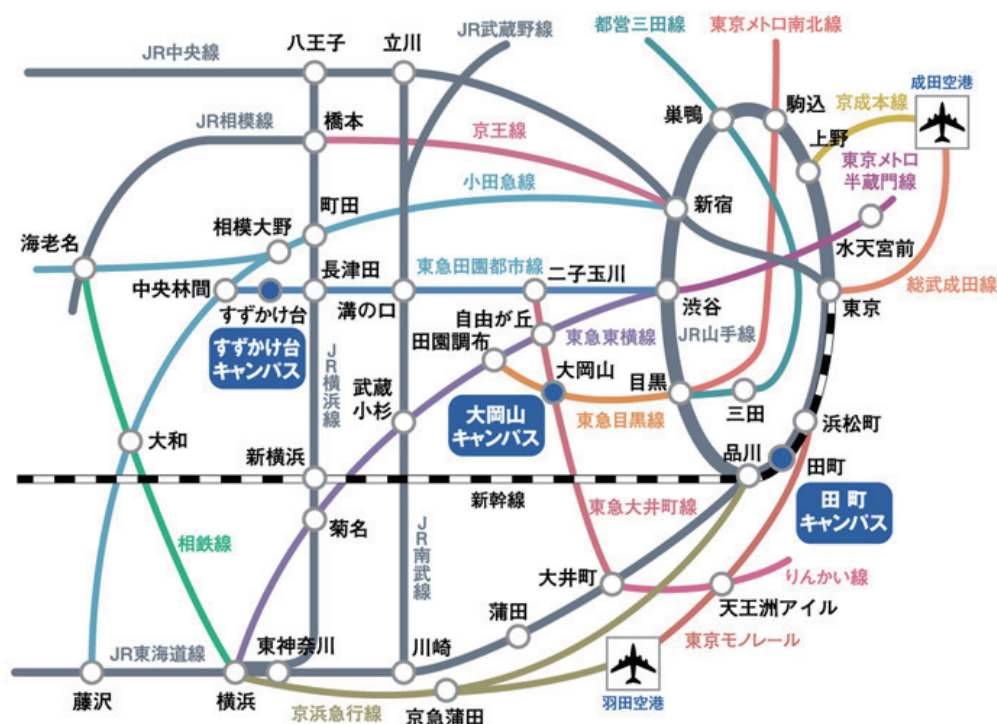 JR中央線
八王子
立川
JR武蔵野線
都営三田線
東京メトロ南北線
成田空港
巣鴨
駒込
京成本線
上野
JR相模線
橋本
京王線
東京メトロ
半蔵門線
小田急線
町田
新宿
相模大野
海老名
水天宮前
中央林間
長津田
東急田園都市線
二子玉川
総武成田線
すずかけ台
溝の口
渋谷
東京
すずかけ台
キャンパス
自由が丘
東急東横線
JR山手線
田園調布
大岡山
目黒
JR横浜線
武蔵
小杉
大岡山
キャンパス
東急目黒線
三田
浜松町
大和
新横浜
品川
田町
新幹線
田町
キャンパス
菊名
東急大井町線
相鉄線
JR南武線
大井町
りんかい線
天王洲アイル
蒲田
東京モノレール
JR東海道線
東神奈川
川崎
藤沢
横浜
京浜急行線
京急蒲田
羽田空港